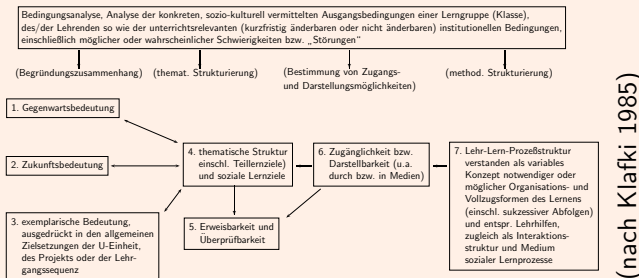 Bedingungsanalyse, Analyse der konkreten, sozio-kulturell vermittelten Ausgangsbedingungen einer Lerngruppe (Klasse),
des/der Lehrenden so wie der unterrichtsrelevanten (kurzfristig änderbaren oder nicht änderbaren) institutionellen Bedingungen,
einschließlich möglicher oder wahrscheinlicher Schwierigkeiten bzw. „Störungen“
(Begründungszusammenhang)
(themat. Strukturierung)
(Bestimmung von Zugangs-
und Darstellungsmöglichkeiten)
(method. Strukturierung)
1. Gegenwartsbedeutung
2. Zukunftsbedeutung
3. exemplarische Bedeutung,
ausgedrückt in den allgemeinen
Zielsetzungen der U-Einheit,
des Projekts oder der Lehr-
gangssequenz
4. thematische Struktur
einschl. Teillernziele)
und soziale Lernziele
5. Erweisbarkeit und
Überprüfbarkeit
6. Zugänglichkeit bzw.
Darstellbarkeit (u.a.
durch bzw. in Medien)
7. Lehr-Lern-Prozeßstruktur
verstanden als variables
Konzept notwendiger oder
möglicher Organisations- und
Vollzugsformen des Lernens
(einschl. sukzessiver Abfolgen)
und entspr. Lehrhilfen,
zugleich als Interaktions-
struktur und Medium
sozialer Lernprozesse
(nach Klafki 1985)